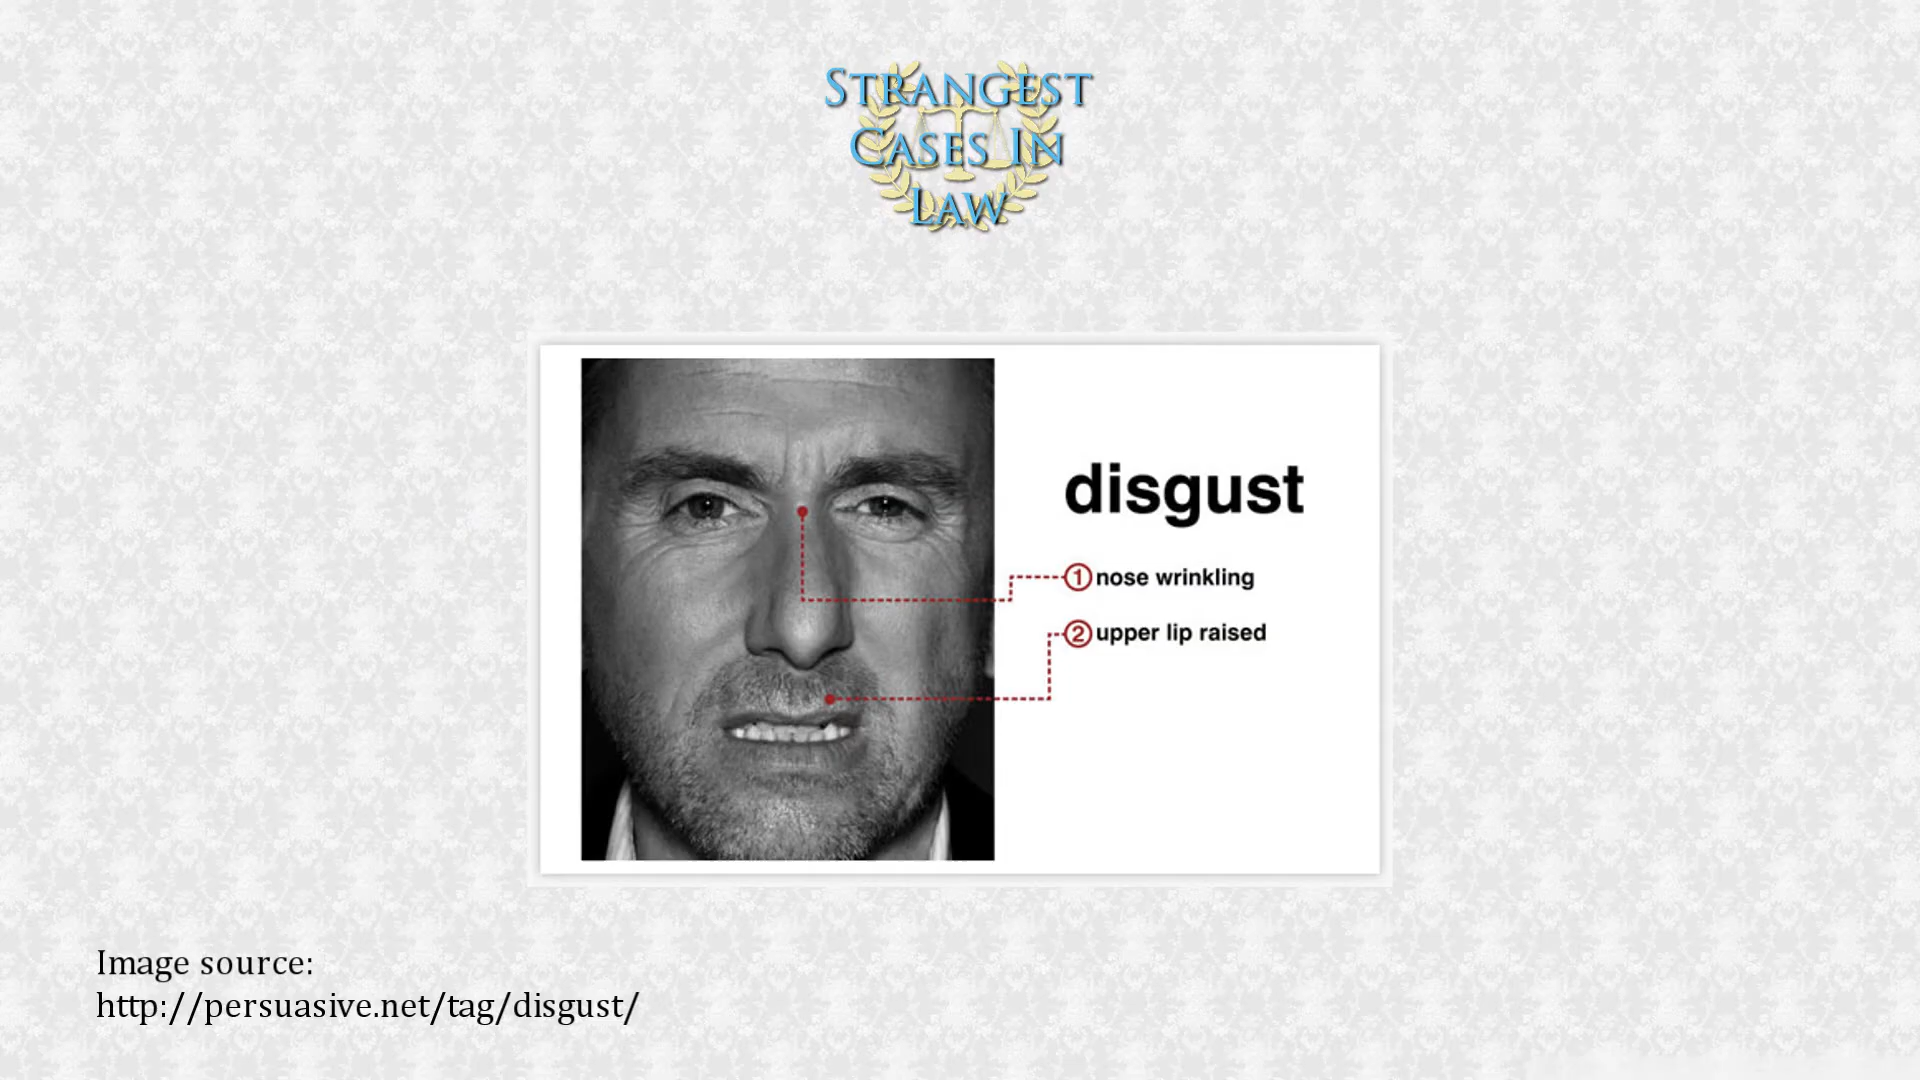 STRANGEST
CASES IN
LAW
disgust
1 nose wrinkling
2 upper lip raised
Image source:
http://persuasive.net/tag/disgust/